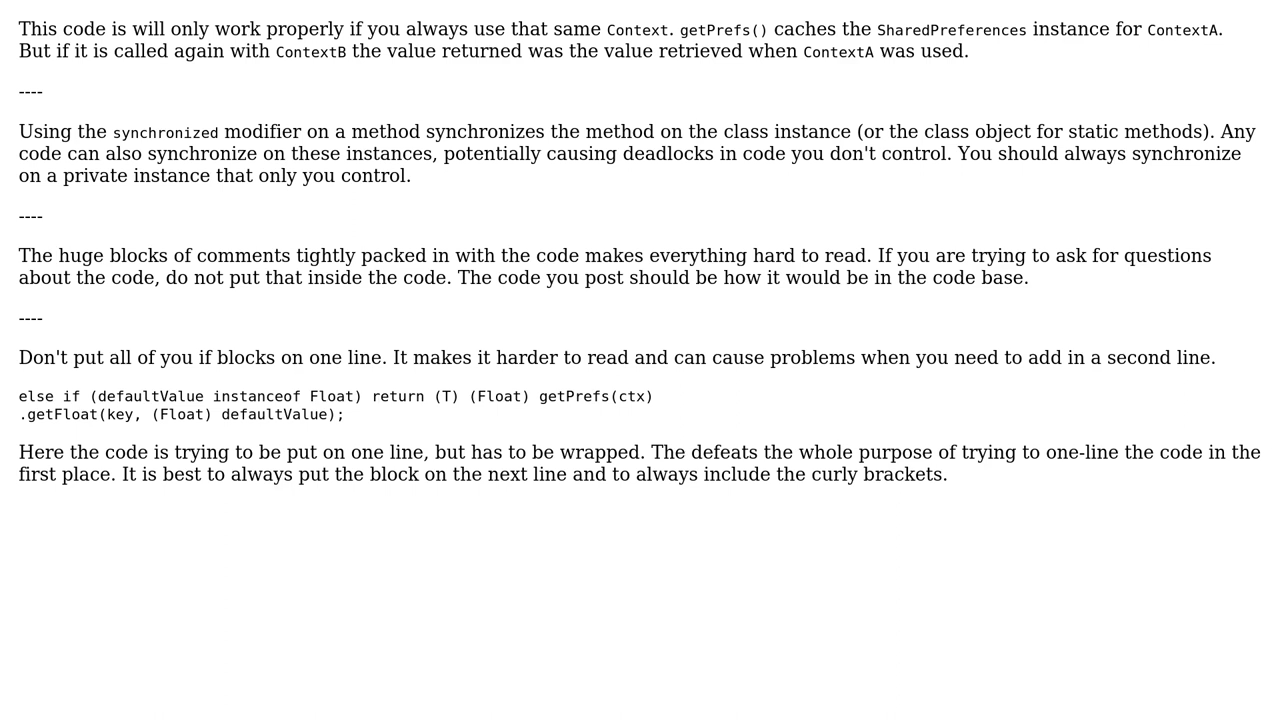 This code is will only work properly if you always use that same Context. getPrefs() caches the SharedPreferences instance for ContextA.
But if it is called again with ContextB the value returned was the value retrieved when ContextA was used.
----
Using the synchronized modifier on a method synchronizes the method on the class instance (or the class object for static methods). Any
code can also synchronize on these instances, potentially causing deadlocks in code you don't control. You should always synchronize
on a private instance that only you control.
----
The huge blocks of comments tightly packed in with the code makes everything hard to read. If you are trying to ask for questions
about the code, do not put that inside the code. The code you post should be how it would be in the code base.
----
Don't put all of you if blocks on one line. It makes it harder to read and can cause problems when you need to add in a second line.
else if (defaultValue instanceof Float) return (T) (Float) getPrefs(ctx)
.getFloat(key, (Float) defaultValue);
Here the code is trying to be put on one line, but has to be wrapped. The defeats the whole purpose of trying to one-line the code in the
first place. It is best to always put the block on the next line and to always include the curly brackets.